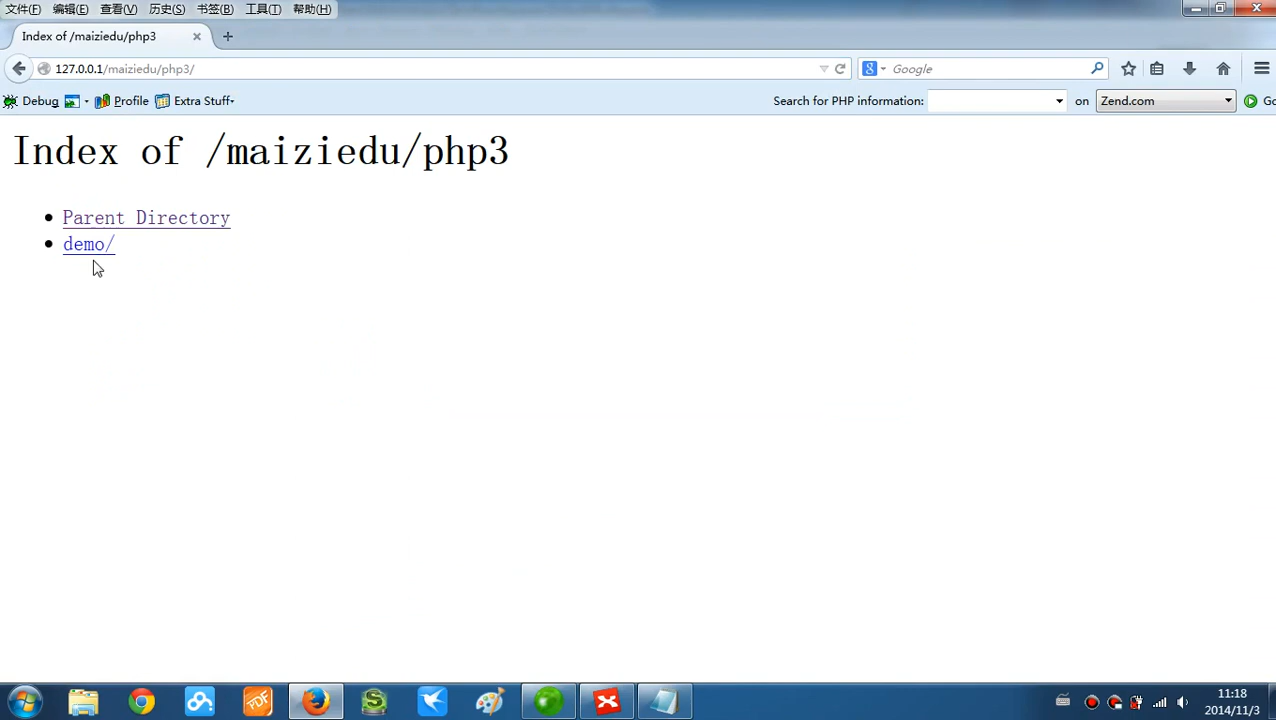 文件(F) 编辑(E) 查看(V) 历史(S) 书签(B) 工具(T) 帮助(H)
Index of /maiziedu/php3
127.0.0.1/maiziedu/php3/
Google
Debug Profile Extra Stuff
Search for PHP information: on Zend.com Go
Index of /maiziedu/php3
Parent Directory
demo/
11:18
2014/11/3